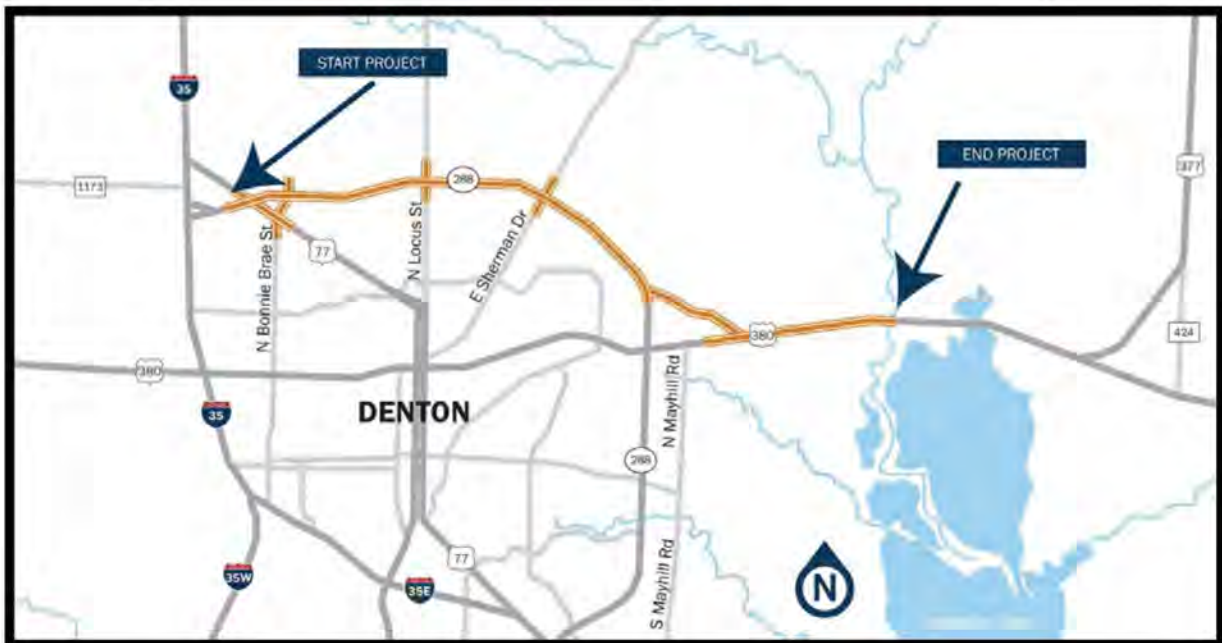 START PROJECT
35
END PROJECT
377
1173
288
N Locus St
E Sherman Dr
N Bonnie Brae St
77
380
424
380
35
DENTON
N Mayhill Rd
288
S Mayhill Rd
77
35W
35E
N